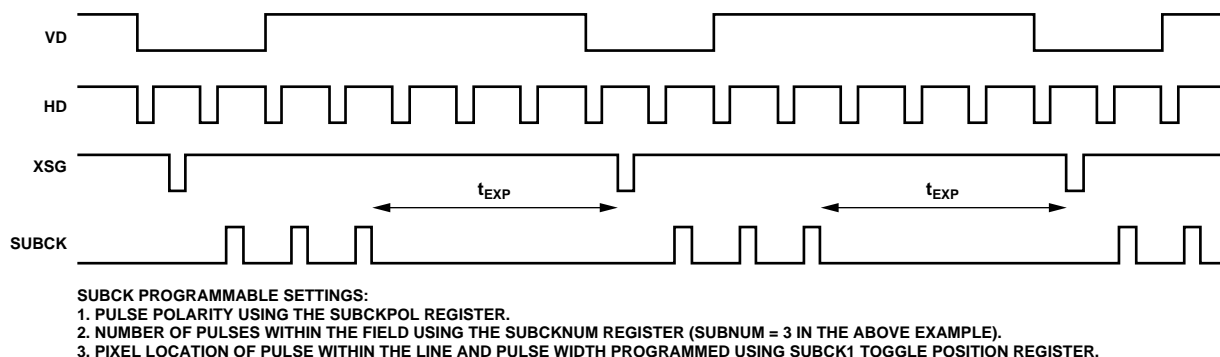 VD
HD
XSG
tEXP
tEXP
SUBCK
SUBCK PROGRAMMABLE SETTINGS:
1. PULSE POLARITY USING THE SUBCKPOL REGISTER.
2. NUMBER OF PULSES WITHIN THE FIELD USING THE SUBCKNUM REGISTER (SUBNUM = 3 IN THE ABOVE EXAMPLE).
3. PIXEL LOCATION OF PULSE WITHIN THE LINE AND PULSE WIDTH PROGRAMMED USING SUBCK1 TOGGLE POSITION REGISTER.